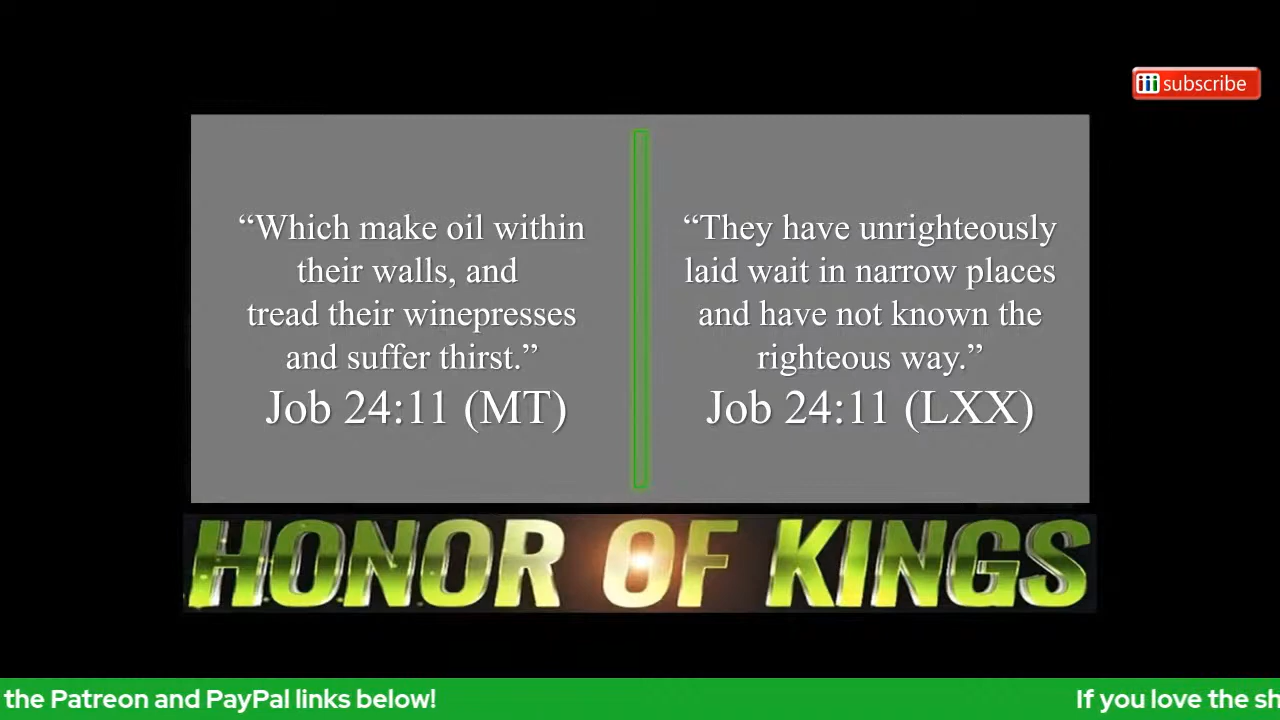 subscribe
“Which make oil within
their walls, and
tread their winepresses
and suffer thirst.”
Job 24:11 (MT)
“They have unrighteously
laid wait in narrow places
and have not known the
righteous way.”
Job 24:11 (LXX)
HONOR OF KINGS
the Patreon and PayPal links below!
If you love the sh